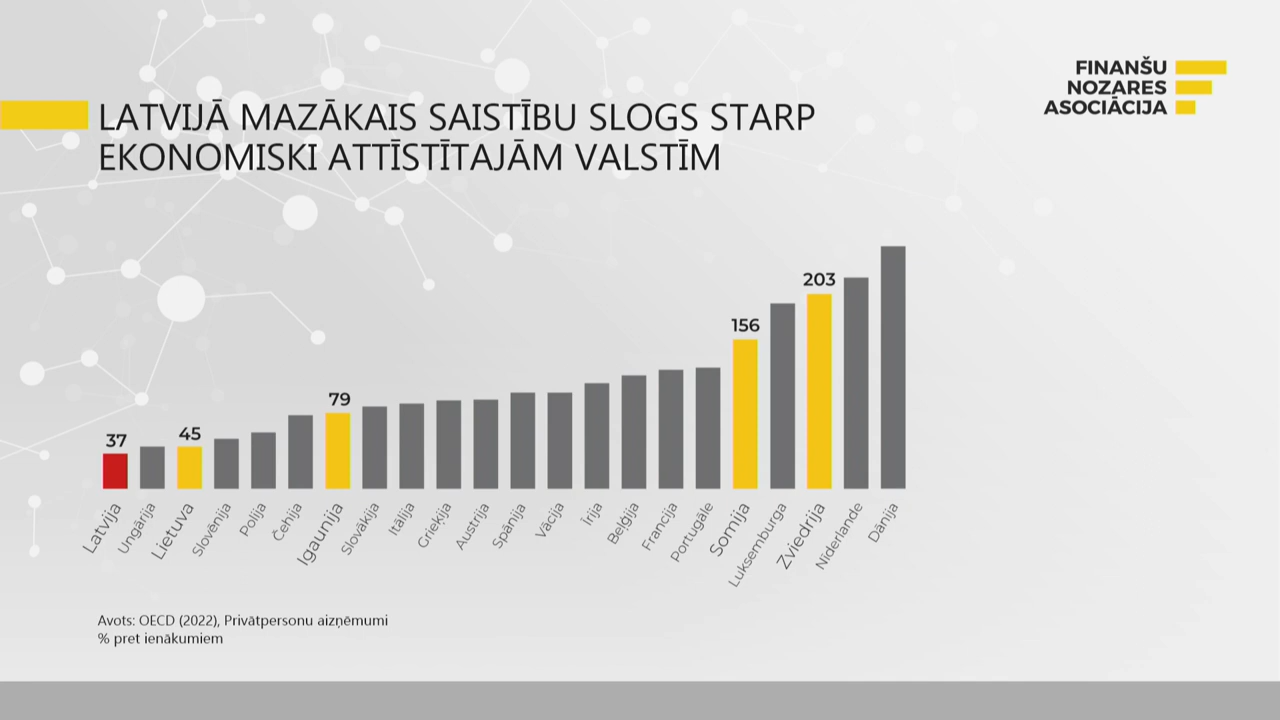 FINANŠU
NOZARES
ASOCIĀCIJA
LATVIJĀ MAZĀKAIS SAISTĪBU SLOGS STARP
EKONOMISKI ATTĪSTĪTAJĀM VALSTĪM
37
45
79
156
203
Latvija
Ungārija
Lietuva
Slovēnija
Polija
Čehija
Igaunija
Slovākija
Itālija
Grieķija
Austrija
Spānija
Vācija
Īrija
Beļģija
Francija
Portugāle
Somija
Luksemburga
Zviedrija
Nīderlande
Dānija
Avots: OECD (2022), Privātpersonu aizņēmumi
% pret ienākumiem